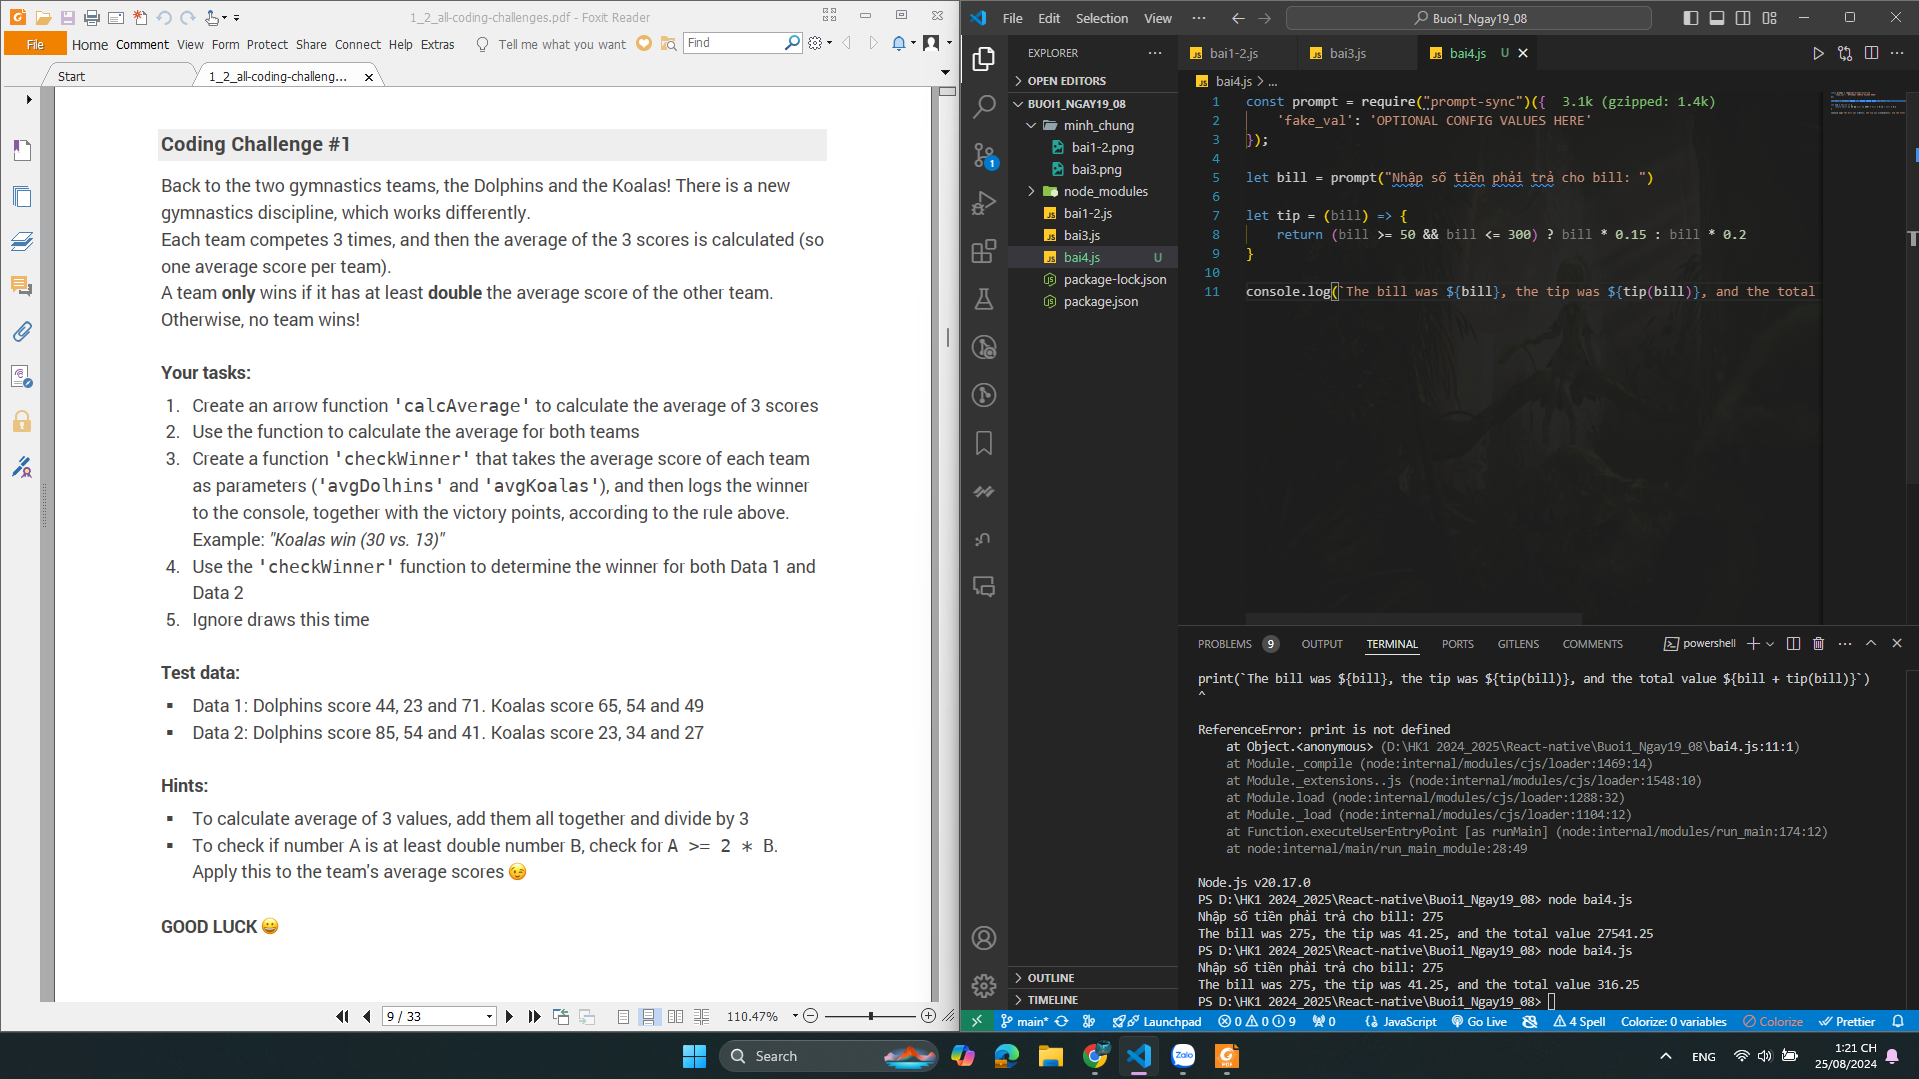 1_2_all-coding-challenges.pdf - Foxit Reader
File Home Comment View Form Protect Share Connect Help Extras Tell me what you want Find
Start 1_2_all-coding-challeng...
Coding Challenge #1
Back to the two gymnastics teams, the Dolphins and the Koalas! There is a new
gymnastics discipline, which works differently.
Each team competes 3 times, and then the average of the 3 scores is calculated (so
one average score per team).
A team only wins if it has at least double the average score of the other team.
Otherwise, no team wins!
Your tasks:
1. Create an arrow function 'calcAverage' to calculate the average of 3 scores
2. Use the function to calculate the average for both teams
3. Create a function 'checkWinner' that takes the average score of each team
as parameters ('avgDolhins' and 'avgKoalas'), and then logs the winner
to the console, together with the victory points, according to the rule above.
Example: "Koalas win (30 vs. 13)"
4. Use the 'checkWinner' function to determine the winner for both Data 1 and
Data 2
5. Ignore draws this time
Test data:
▪ Data 1: Dolphins score 44, 23 and 71. Koalas score 65, 54 and 49
▪ Data 2: Dolphins score 85, 54 and 41. Koalas score 23, 34 and 27
Hints:
▪ To calculate average of 3 values, add them all together and divide by 3
▪ To check if number A is at least double number B, check for A >= 2 * B.
Apply this to the team's average scores 😉
GOOD LUCK 😀
9 / 33 110.47%
File Edit Selection View ··· Buoi1_Ngay19_08
EXPLORER ···
OPEN EDITORS
BUOI1_NGAY19_08
minh_chung
bai1-2.png
bai3.png
node_modules
JS bai1-2.js
JS bai3.js
JS bai4.js U
package-lock.json
package.json
OUTLINE
TIMELINE
1
JS bai1-2.js JS bai3.js JS bai4.js U
JS bai4.js > ...
1 const prompt = require("prompt-sync")({ 3.1k (gzipped: 1.4k)
2 'fake_val': 'OPTIONAL CONFIG VALUES HERE'
3 });
4
5 let bill = prompt("Nhập số tiền phải trả cho bill: ")
6
7 let tip = (bill) => {
8 return (bill >= 50 && bill <= 300) ? bill * 0.15 : bill * 0.2
9 }
10
11 console.log(`The bill was ${bill}, the tip was ${tip(bill)}, and the total
PROBLEMS 9 OUTPUT TERMINAL PORTS GITLENS COMMENTS powershell
print(`The bill was ${bill}, the tip was ${tip(bill)}, and the total value ${bill + tip(bill)}`)
^
ReferenceError: print is not defined
at Object.<anonymous> (D:\HK1 2024_2025\React-native\Buoi1_Ngay19_08\bai4.js:11:1)
at Module._compile (node:internal/modules/cjs/loader:1469:14)
at Module._extensions..js (node:internal/modules/cjs/loader:1548:10)
at Module.load (node:internal/modules/cjs/loader:1288:32)
at Module._load (node:internal/modules/cjs/loader:1104:12)
at Function.executeUserEntryPoint [as runMain] (node:internal/modules/run_main:174:12)
at node:internal/main/run_main_module:28:49
Node.js v20.17.0
PS D:\HK1 2024_2025\React-native\Buoi1_Ngay19_08> node bai4.js
Nhập số tiền phải trả cho bill: 275
The bill was 275, the tip was 41.25, and the total value 27541.25
PS D:\HK1 2024_2025\React-native\Buoi1_Ngay19_08> node bai4.js
Nhập số tiền phải trả cho bill: 275
The bill was 275, the tip was 41.25, and the total value 316.25
PS D:\HK1 2024_2025\React-native\Buoi1_Ngay19_08>
main* Launchpad 0 0 9 0 JavaScript Go Live 4 Spell Colorize: 0 variables Colorize Prettier
Search Zalo ENG 1:21 CH
25/08/2024